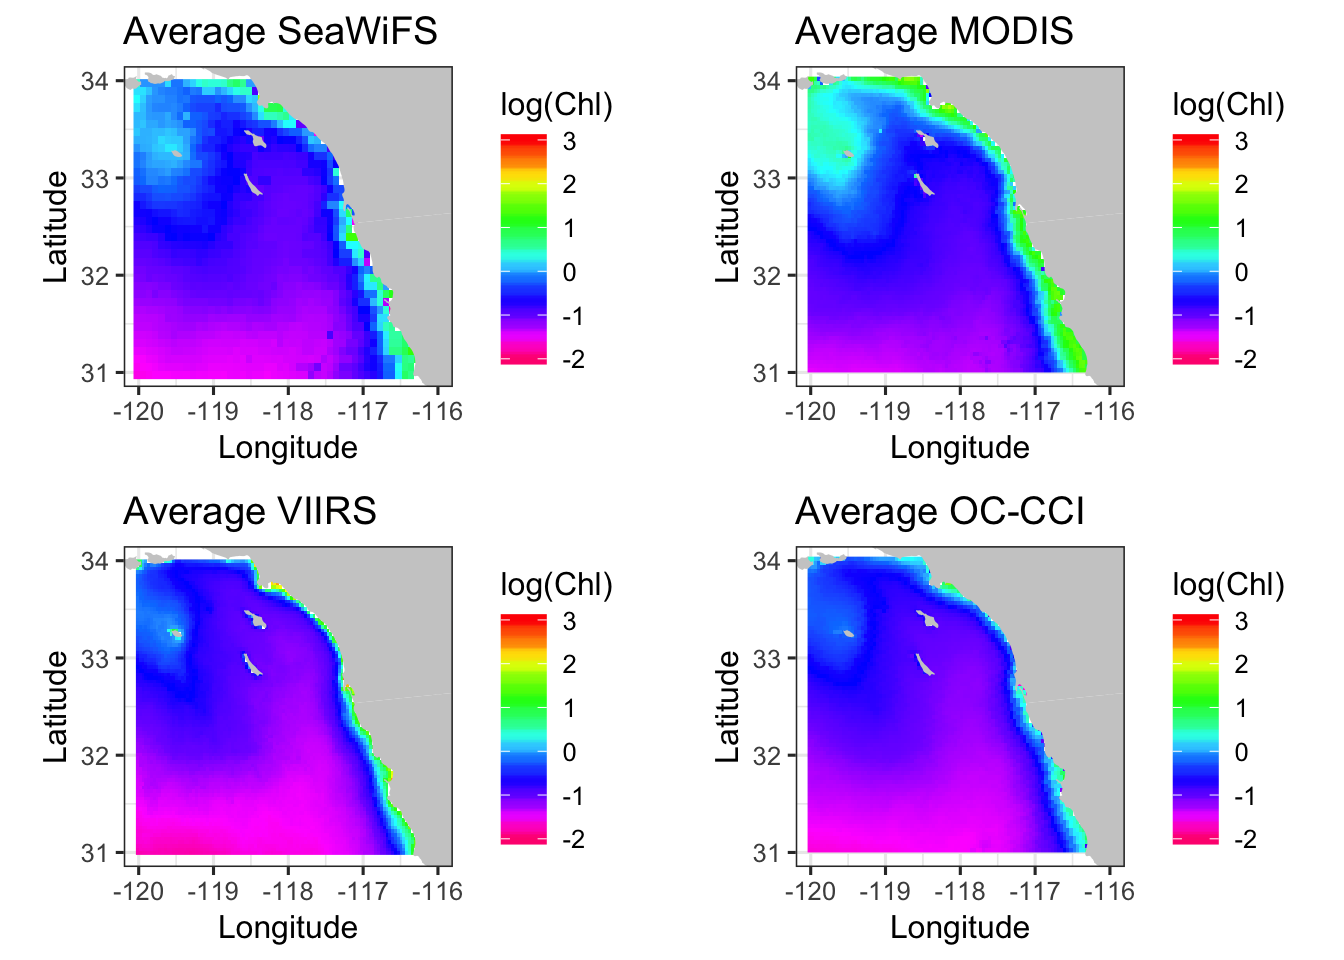 Average SeaWiFS
34
33
32
31
Latitude
-120 -119 -118 -117 -116
Longitude
log(Chl)
3
2
1
0
-1
-2
Average MODIS
34
33
32
31
Latitude
-120 -119 -118 -117 -116
Longitude
log(Chl)
3
2
1
0
-1
-2
Average VIIRS
34
33
32
31
Latitude
-120 -119 -118 -117 -116
Longitude
log(Chl)
3
2
1
0
-1
-2
Average OC-CCI
34
33
32
31
Latitude
-120 -119 -118 -117 -116
Longitude
log(Chl)
3
2
1
0
-1
-2